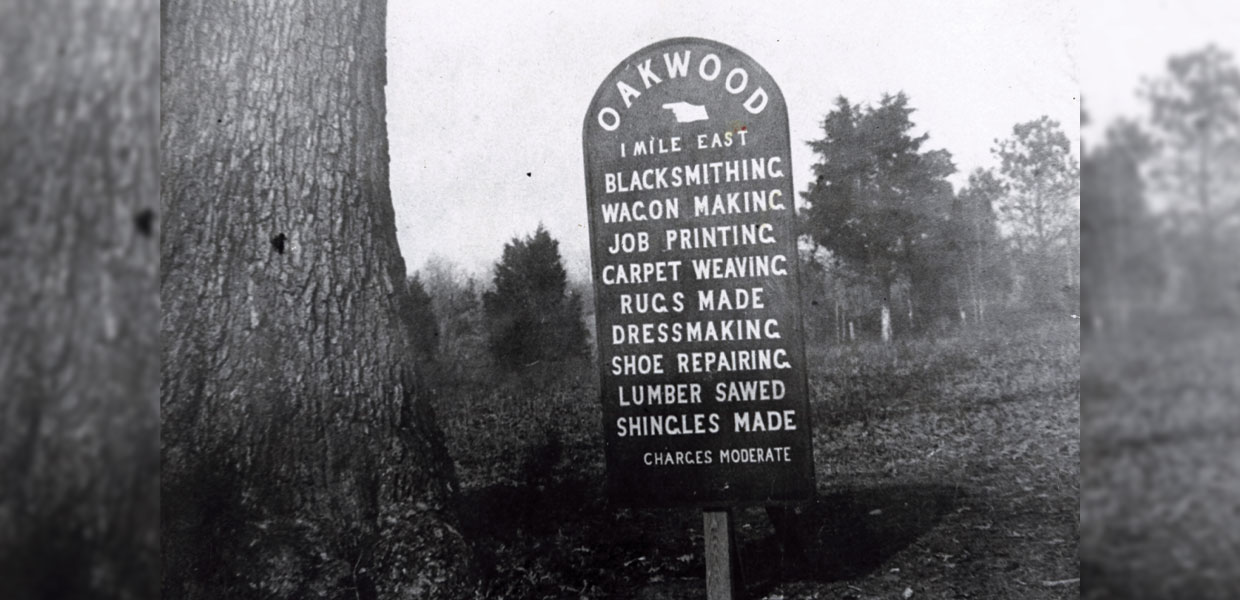 OAKWOOD
1 MILE EAST
BLACKSMITHING
WAGON MAKING
JOB PRINTING
CARPET WEAVING
RUGS MADE
DRESSMAKING
SHOE REPAIRING
LUMBER SAWED
SHINGLES MADE
CHARGES MODERATE